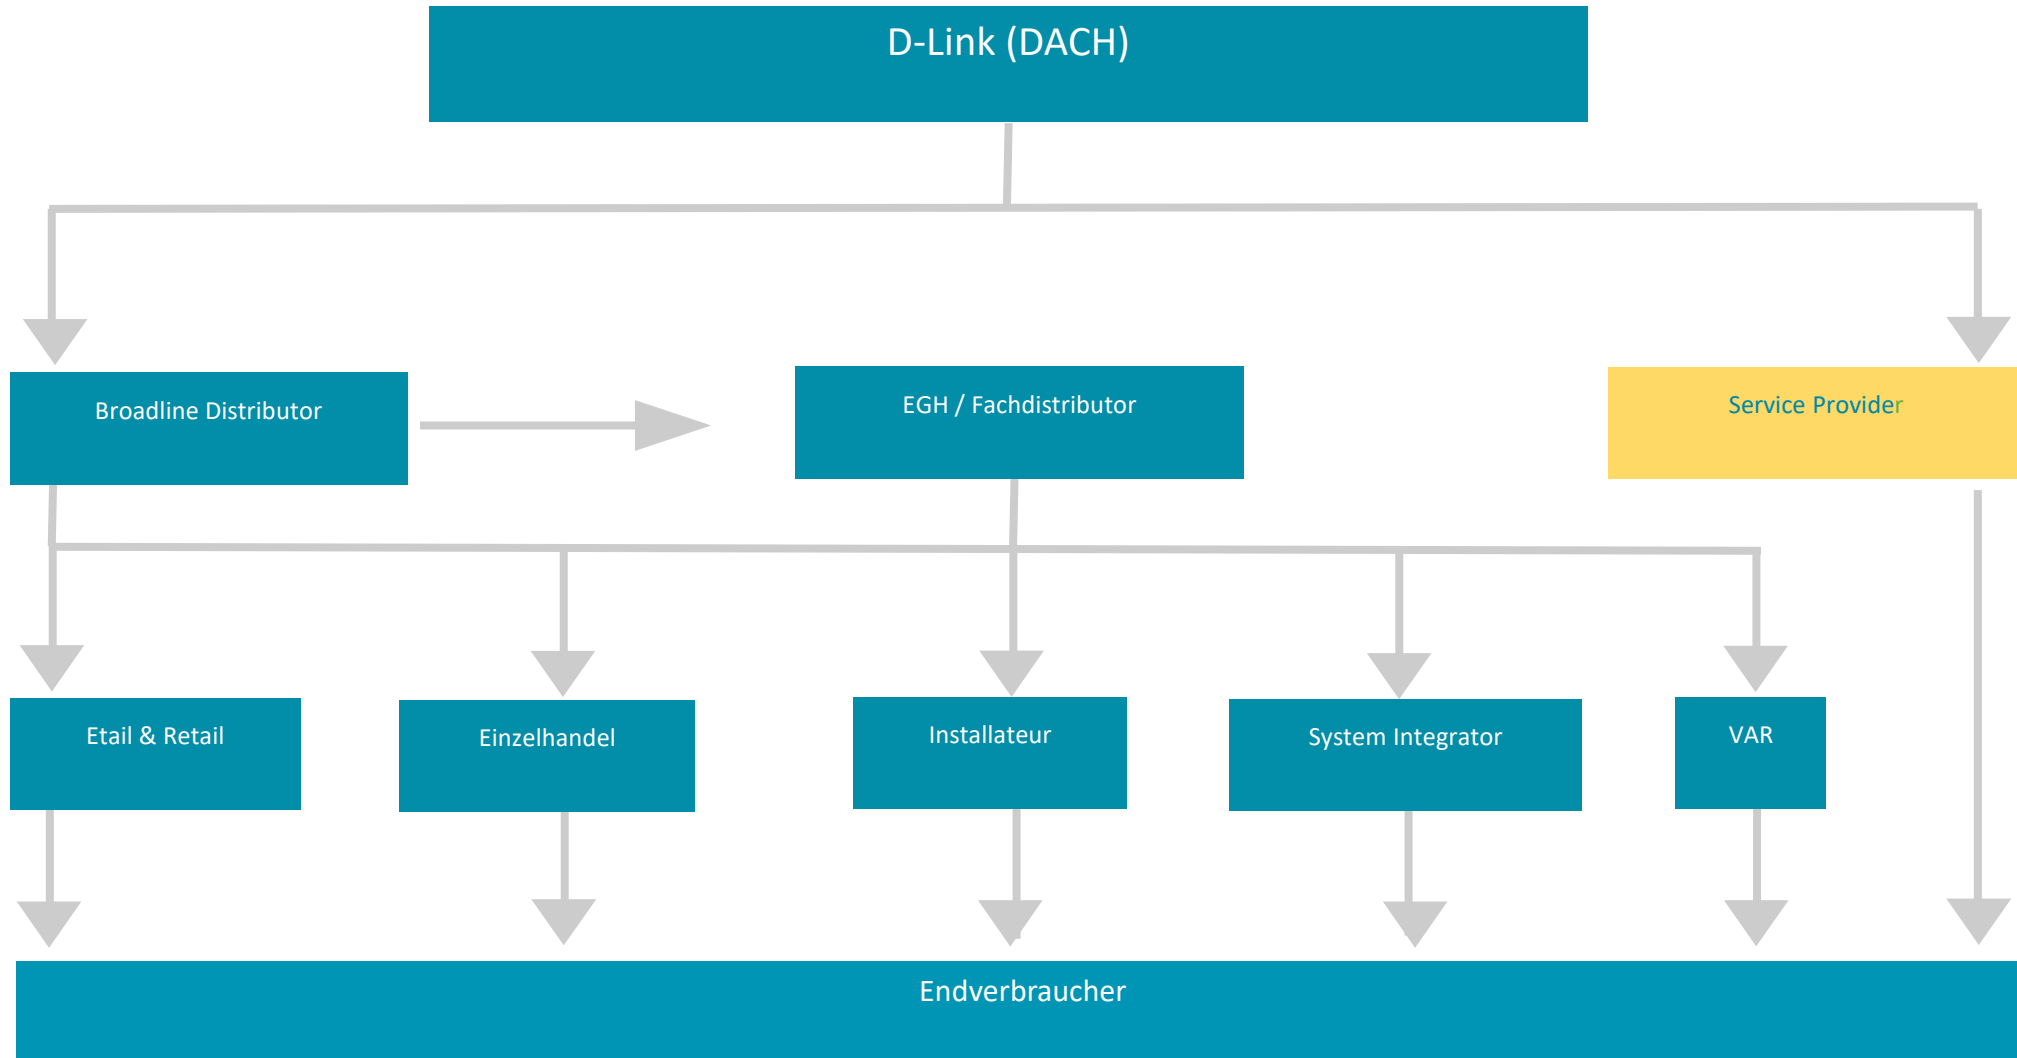 D-Link (DACH)
Broadline Distributor
EGH / Fachdistributor
Service Provider
Etail & Retail
Einzelhandel
Installateur
System Integrator
VAR
Endverbraucher